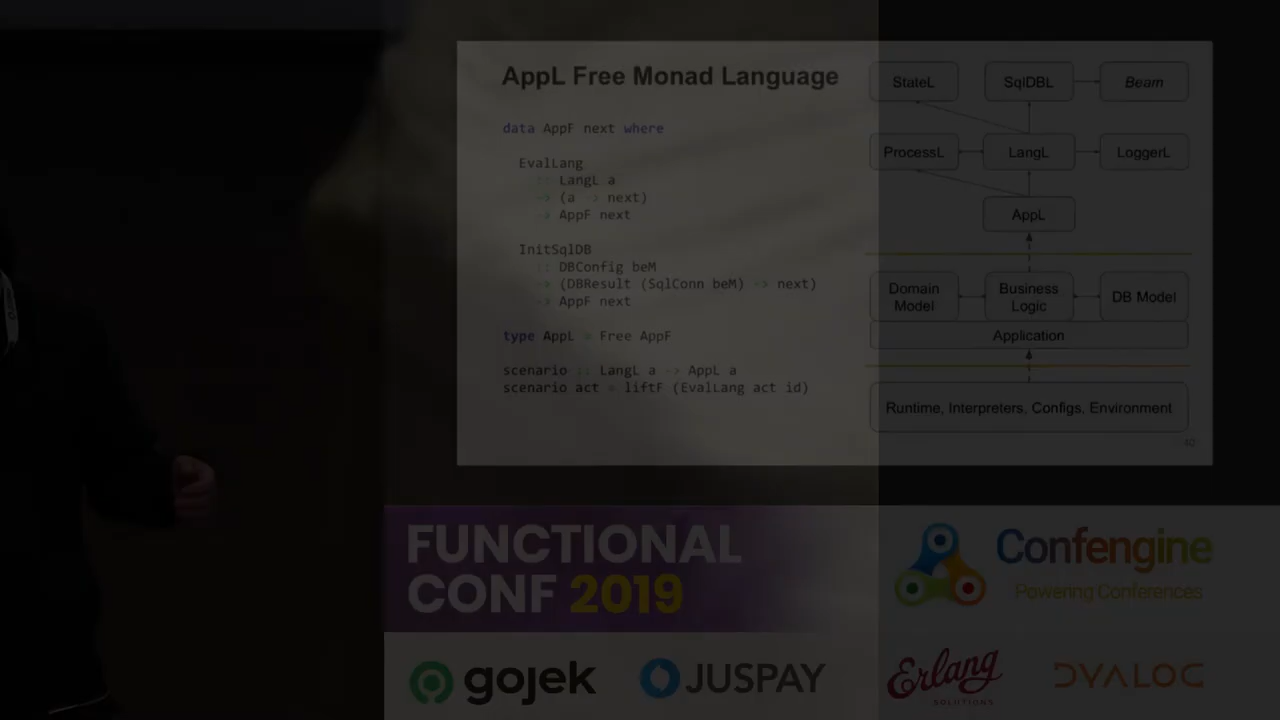 AppL Free Monad Language
data AppF next where
EvalLang
:: LangL a
-> (a -> next)
-> AppF next
InitSqlDB
:: DBConfig beM
-> (DBResult (SqlConn beM) -> next)
-> AppF next
type AppL = Free AppF
scenario :: LangL a -> AppL a
scenario act = liftF (EvalLang act id)
StateL
SqlDBL
Beam
ProcessL
LangL
LoggerL
AppL
Domain
Model
Business
Logic
DB Model
Application
Runtime, Interpreters, Configs, Environment
40
FUNCTIONAL
CONF 2019
Confengine
Powering Conferences
gojek
JUSPAY
Erlang
SOLUTIONS
DYALOC